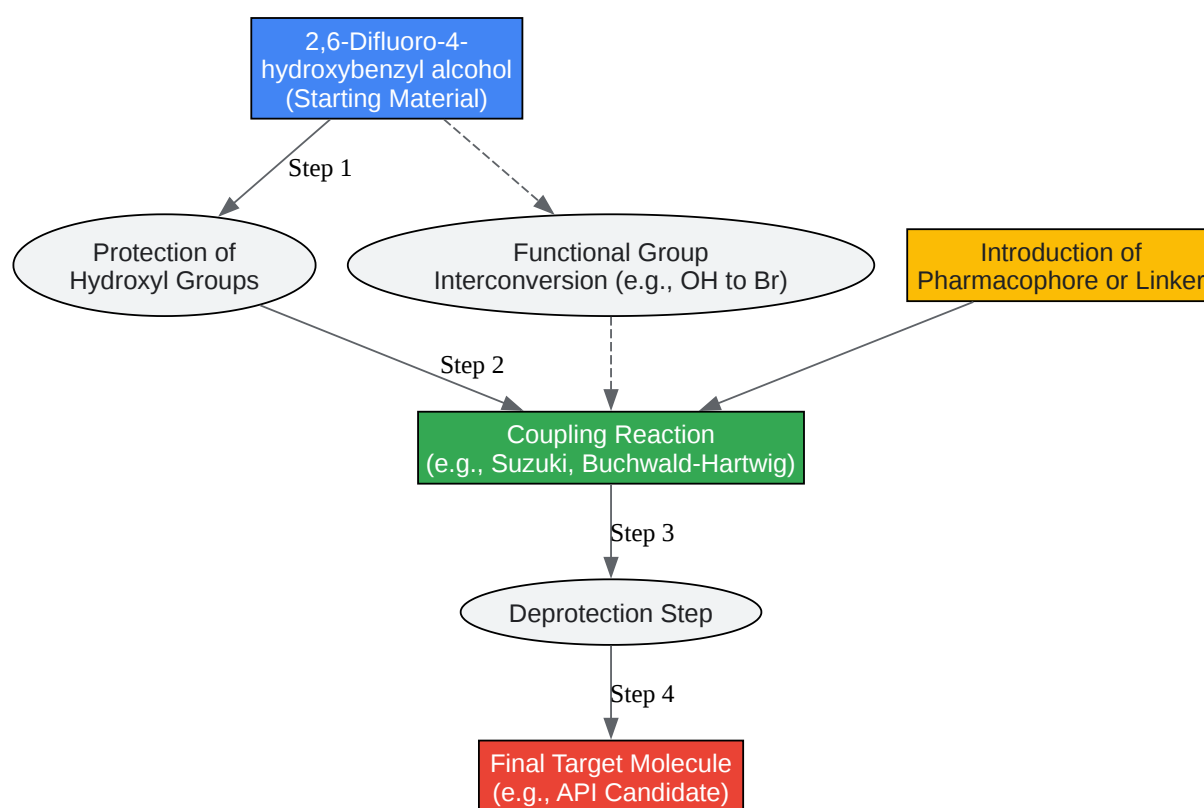 2,6-Difluoro-4-
hydroxybenzyl alcohol
(Starting Material)
Step 1
Protection of
Hydroxyl Groups
Functional Group
Interconversion (e.g., OH to Br)
Introduction of
Pharmacophore or Linker
Step 2
Coupling Reaction
(e.g., Suzuki, Buchwald-Hartwig)
Step 3
Deprotection Step
Step 4
Final Target Molecule
(e.g., API Candidate)